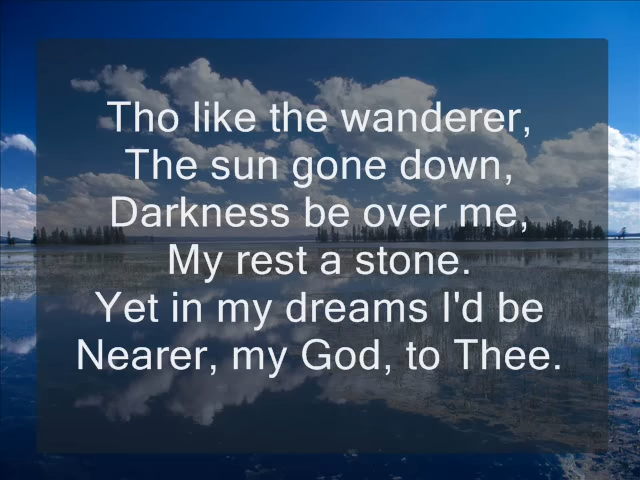 Tho like the wanderer,
The sun gone down,
Darkness be over me,
My rest a stone.
Yet in my dreams I'd be
Nearer, my God, to Thee.